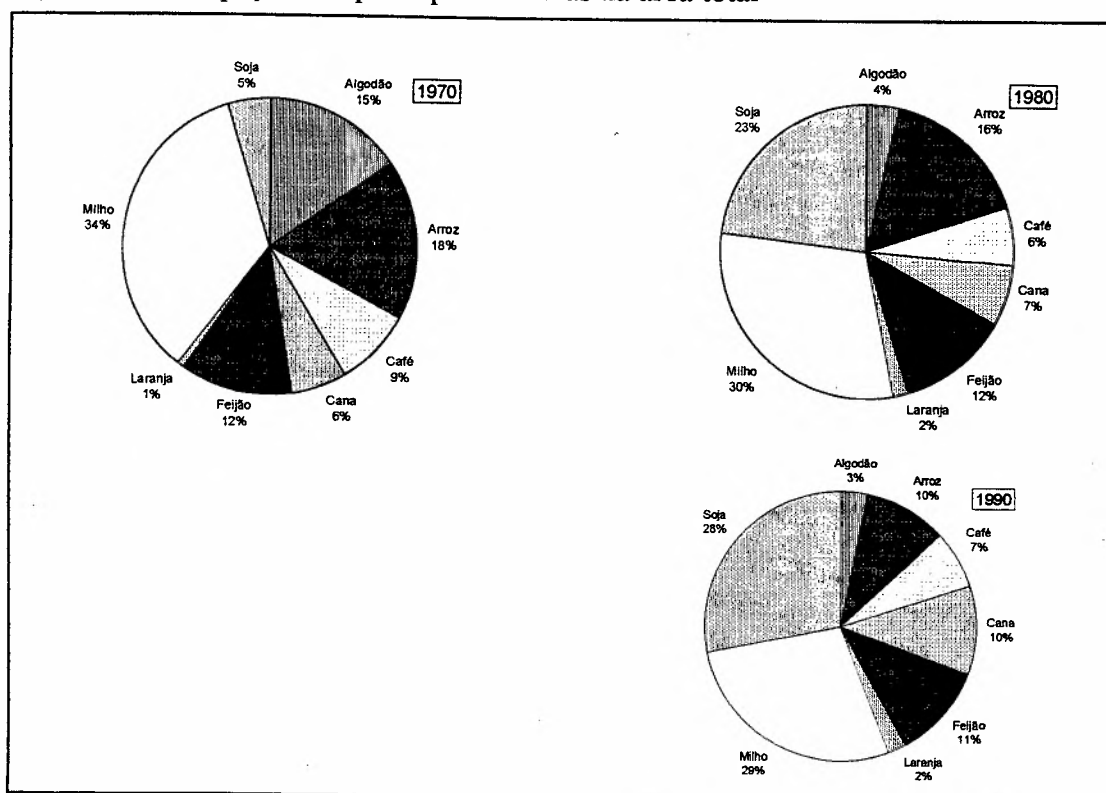 Soja
5%
Algodão
15%
1970
Arroz
18%
Café
9%
Cana
6%
Feijão
12%
Laranja
1%
Milho
34%
Algodão
4%
1980
Arroz
16%
Café
6%
Cana
7%
Feijão
12%
Laranja
2%
Milho
30%
Soja
23%
Algodão
3%
1990
Arroz
10%
Café
7%
Cana
10%
Feijão
11%
Laranja
2%
Milho
29%
Soja
28%